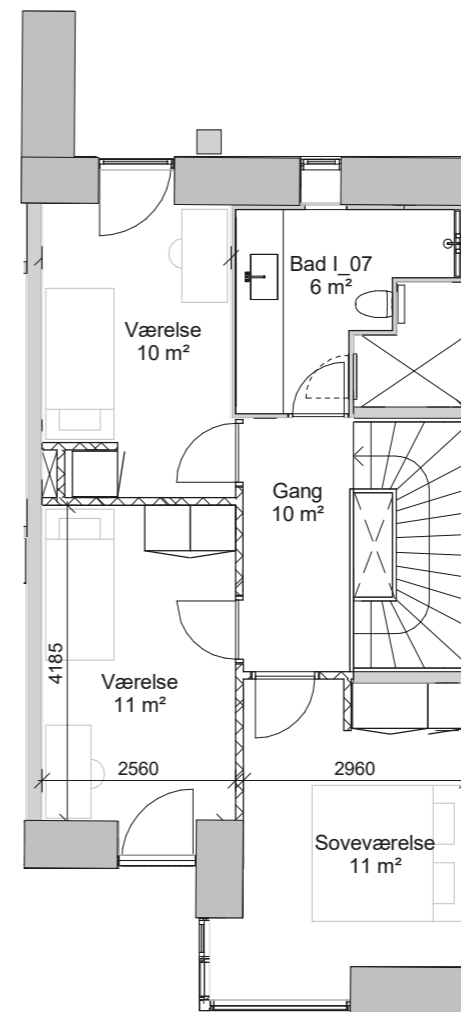 Bad I_07
6 m²
Værelse
10 m²
Gang
10 m²
4185
Værelse
11 m²
2560
2960
Soveværelse
11 m²